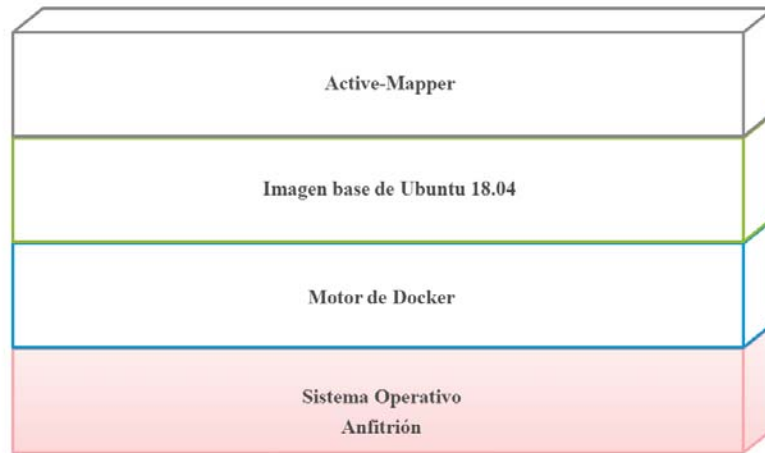 Active-Mapper
Imagen base de Ubuntu 18.04
Motor de Docker
Sistema Operativo
Anfitrión